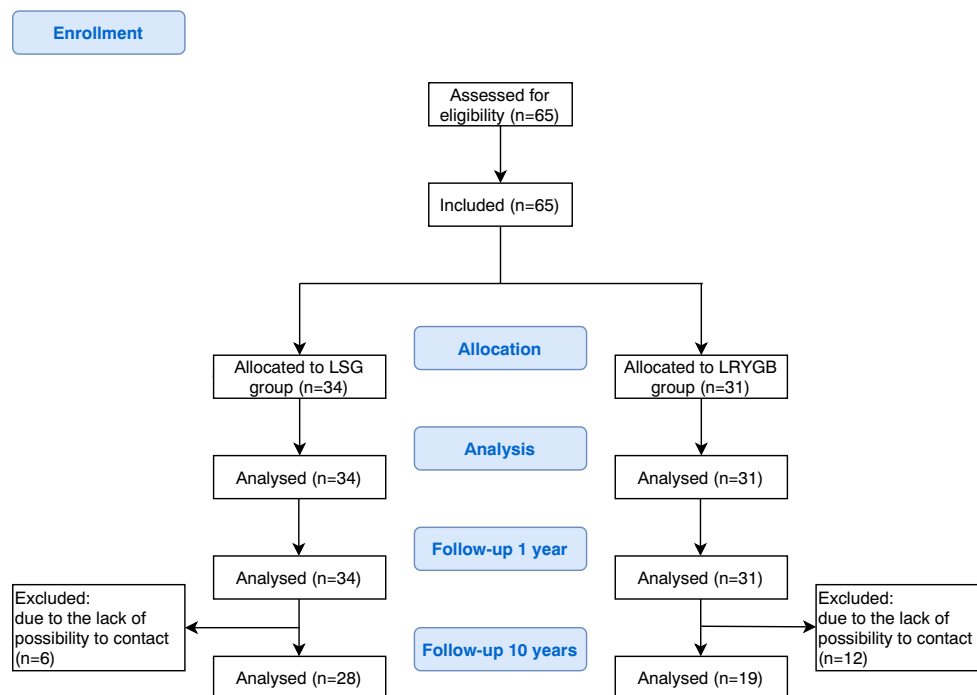 Enrollment
Assessed for
eligibility (n=65)
Included (n=65)
Allocation
Allocated to LSG
group (n=34)
Allocated to LRYGB
group (n=31)
Analysis
Analysed (n=34)
Analysed (n=31)
Follow-up 1 year
Analysed (n=34)
Analysed (n=31)
Excluded:
due to the lack of
possibility to contact
(n=6)
Excluded:
due to the lack of
possibility to contact
(n=12)
Follow-up 10 years
Analysed (n=28)
Analysed (n=19)